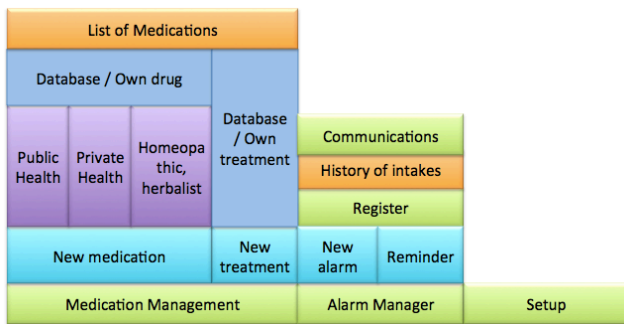 List of Medications
Database / Own drug
Database
/ Own
treatment
Public
Health
Private
Health
Homeopa
thic,
herbalist
Communications
History of intakes
Register
New medication
New
treatment
New
alarm
Reminder
Medication Management
Alarm Manager
Setup